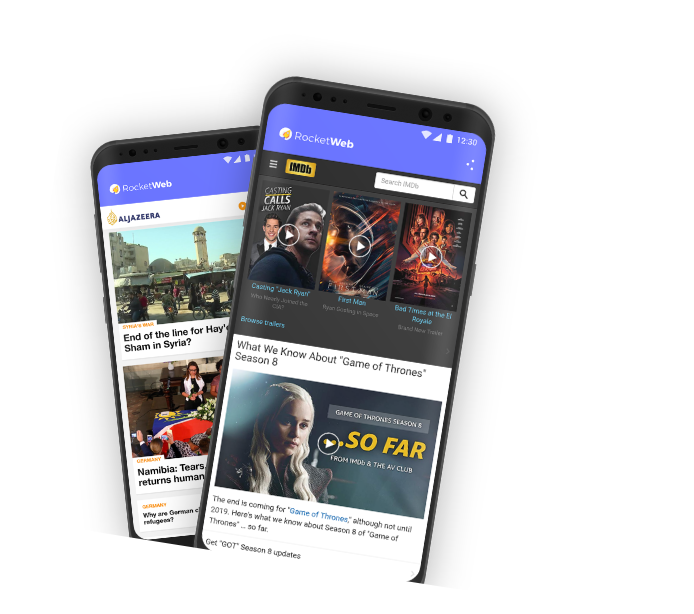 RocketWeb
ALJAZEERA
SYRIA'S WAR
End of the line for Hay'
Sham in Syria?
GERMANY
Namibia: Tears,
returns human
GERMANY
Why are German c
refugees?
12:30
RocketWeb
IMDb
Search IMDb
CASTING
CALLS
JACK RYAN
Casting "Jack Ryan"
Who Nearly Joined the
CIA?
FIRST MAN
First Man
Ryan Gosling in Space
Bad Times at the El
Royale
Brand New Trailer
Browse trailers
What We Know About "Game of Thrones"
Season 8
GAME OF THRONES SEASON 8
...SO FAR
FROM IMDb & THE AV CLUB
The end is coming for "Game of Thrones," although not until
2019. Here's what we know about Season 8 of "Game of
Thrones" ... so far.
Get "GOT" Season 8 updates